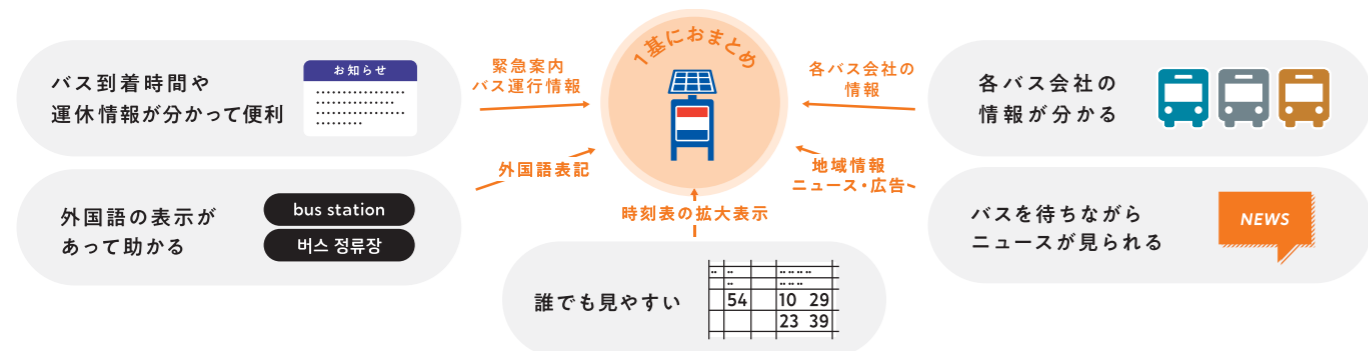 1基におまとめ
バス到着時間や
運休情報が分かって便利
お知らせ
緊急案内
バス運行情報
各バス会社の
情報
各バス会社の
情報が分かる
外国語の表示が
あって助かる
bus station
버스 정류장
外国語表記
地域情報
ニュース・広告
バスを待ちながら
ニュースが見られる
NEWS
時刻表の拡大表示
誰でも見やすい
54 10 29
23 39